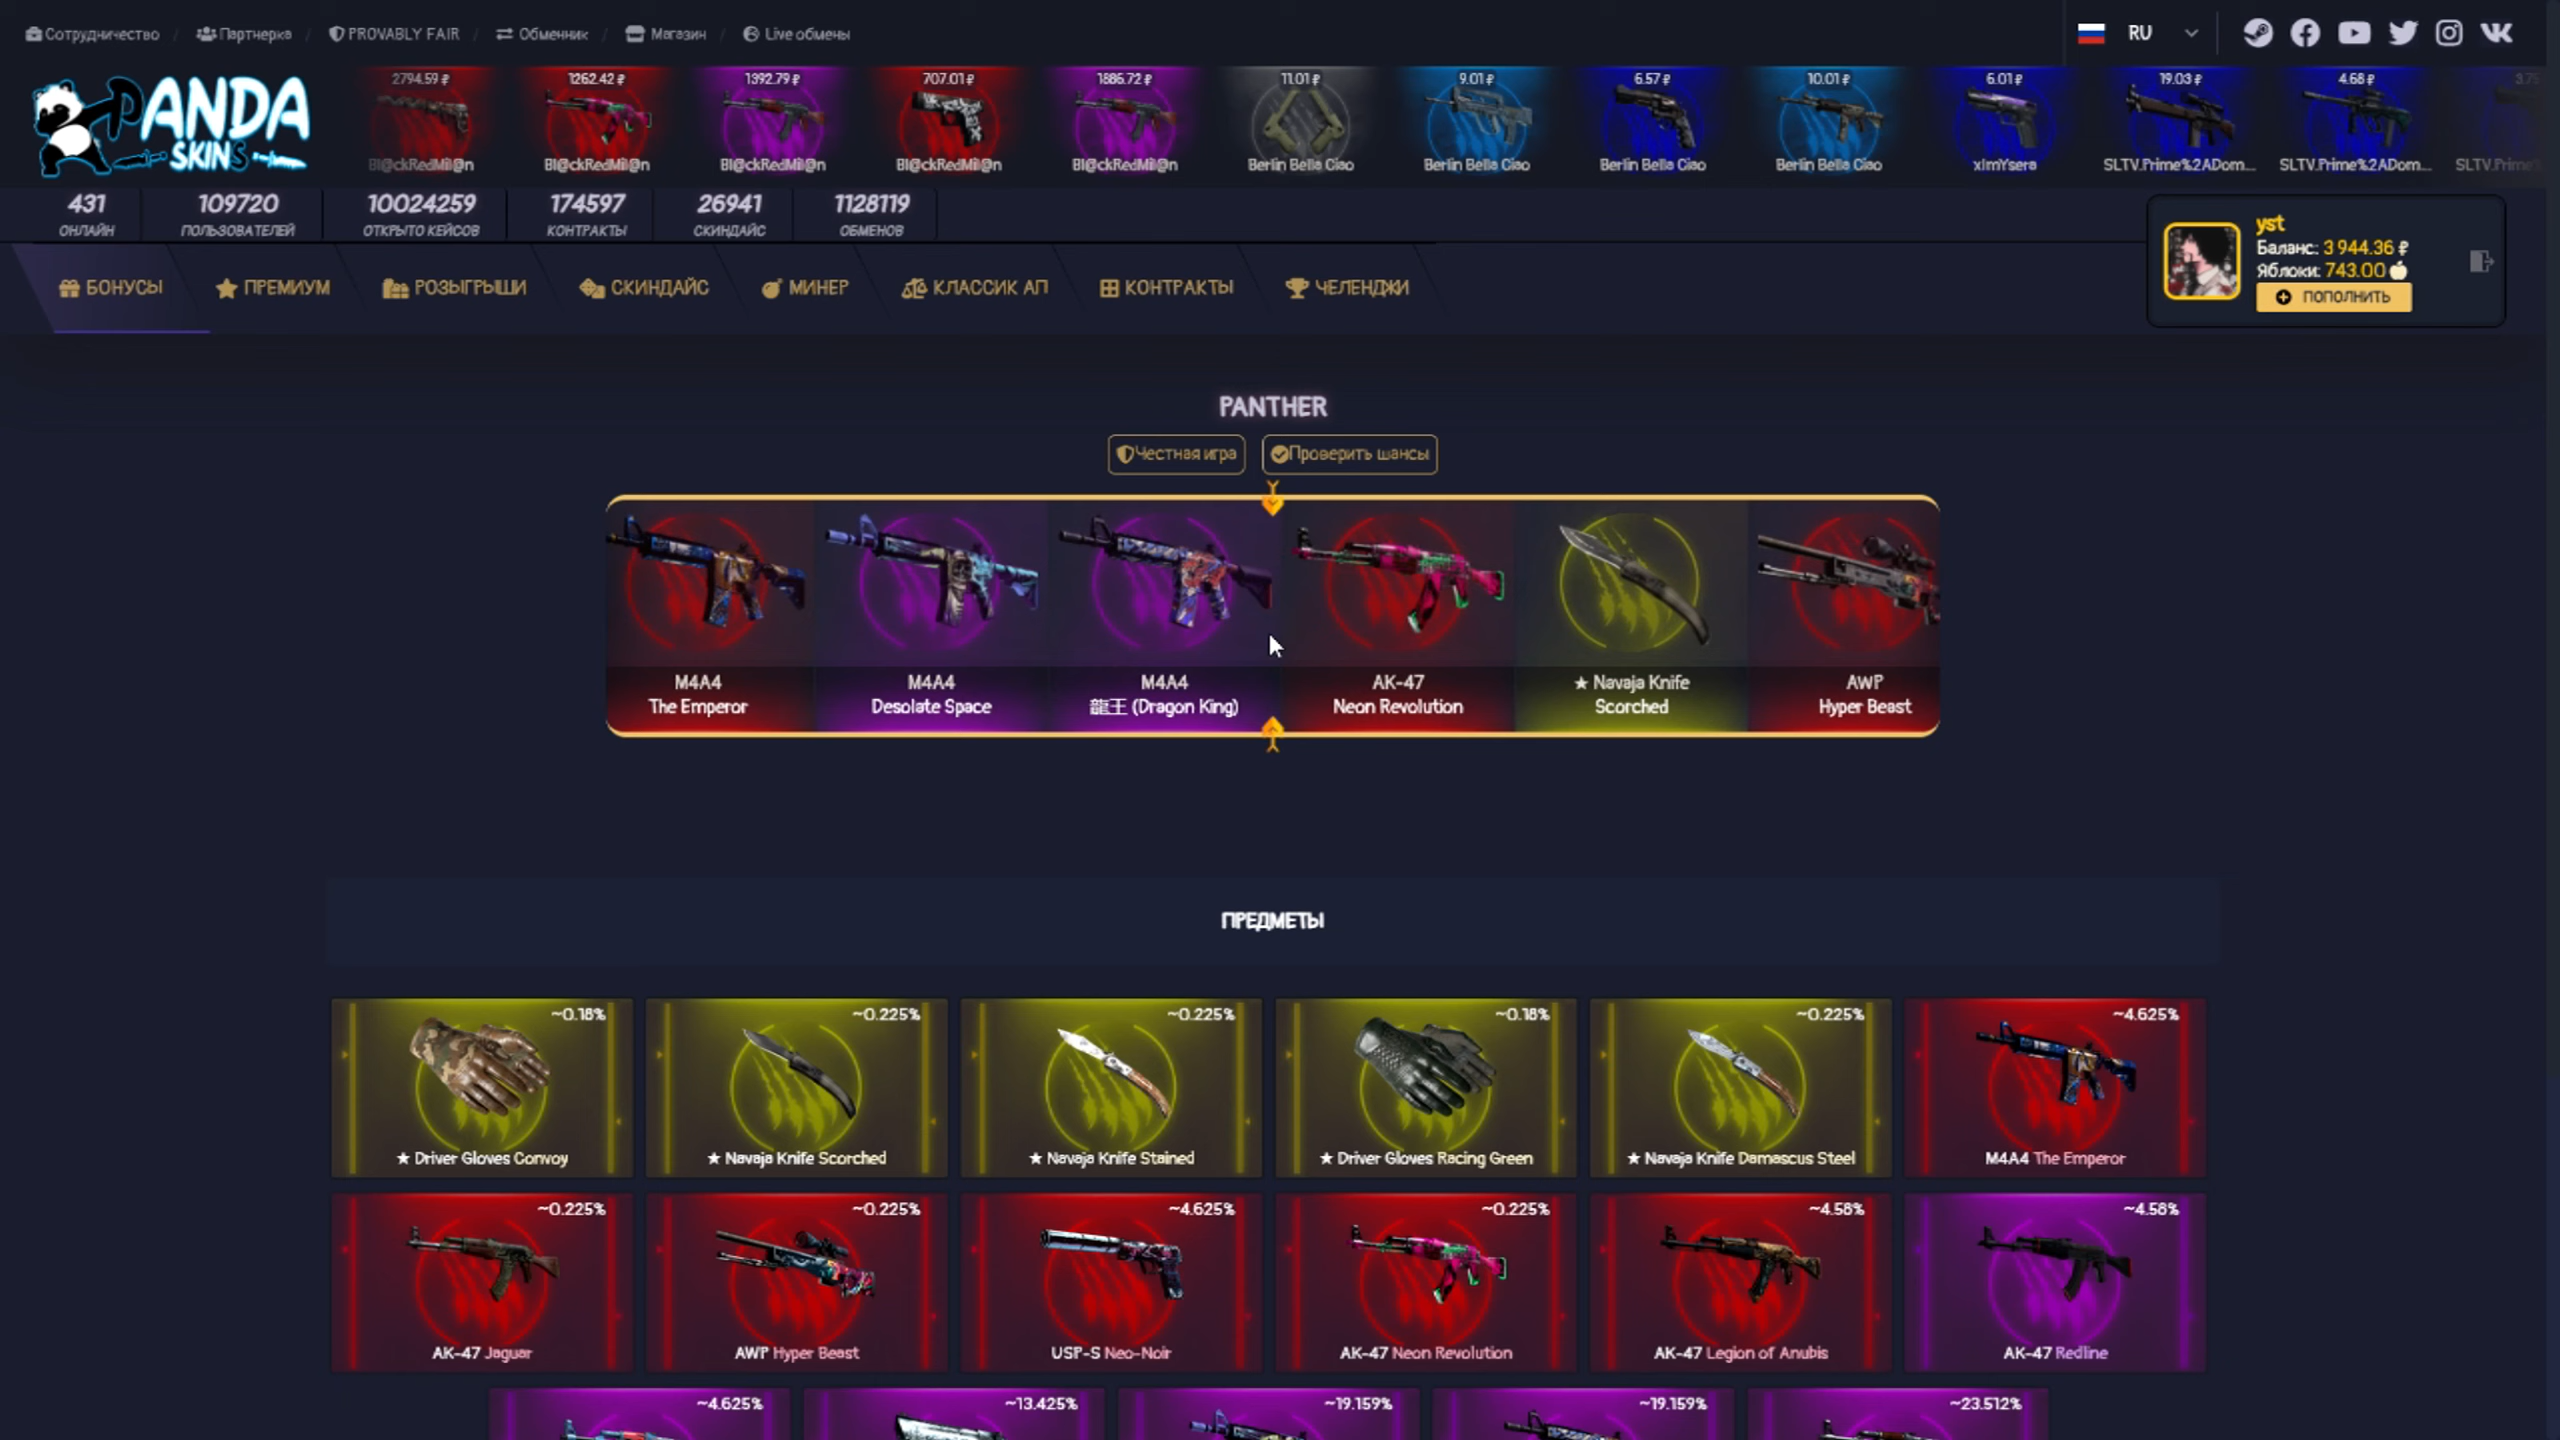 Сотрудничество / Партнерка / PROVABLY FAIR / Обменник / Магазин / Live обмены
RU
PANDA
SKINS
2794.59 ₽ 1262.42 ₽ 1392.79 ₽ 707.01 ₽ 1886.72 ₽ 11.01 ₽ 9.01 ₽ 6.57 ₽ 10.01 ₽ 6.01 ₽ 19.03 ₽ 4.68 ₽
Bl@ckRedMil@n Bl@ckRedMil@n Bl@ckRedMil@n Bl@ckRedMil@n Bl@ckRedMil@n Berlin Bella Ciao Berlin Bella Ciao Berlin Bella Ciao Berlin Bella Ciao xImYsera SLTV.Prime%2ADom... SLTV.Prime%2ADom... SLTV.Prime%
431 109720 10024259 174597 26941 1128119
ОНЛАЙН ПОЛЬЗОВАТЕЛЕЙ ОТКРЫТО КЕЙСОВ КОНТРАКТЫ СКИНДАЙС ОБМЕНОВ
yst
Баланс: 3 944.36 ₽
Яблоки: 743.00
ПОПОЛНИТЬ
БОНУСЫ ПРЕМИУМ РОЗЫГРЫШИ СКИНДАЙС МИНЕР КЛАССИК АП КОНТРАКТЫ ЧЕЛЕНДЖИ
PANTHER
Честная игра Проверить шансы
M4A4 M4A4 M4A4 AK-47 ★ Navaja Knife AWP
The Emperor Desolate Space 龍王 (Dragon King) Neon Revolution Scorched Hyper Beast
ПРЕДМЕТЫ
~0.18% ~0.225% ~0.225% ~0.18% ~0.225% ~4.625%
★ Driver Gloves Convoy ★ Navaja Knife Scorched ★ Navaja Knife Stained ★ Driver Gloves Racing Green ★ Navaja Knife Damascus Steel M4A4 The Emperor
~0.225% ~0.225% ~4.625% ~0.225% ~4.58% ~4.58%
AK-47 Jaguar AWP Hyper Beast USP-S Neo-Noir AK-47 Neon Revolution AK-47 Legion of Anubis AK-47 Redline
~4.625% ~13.425% ~19.159% ~19.159% ~23.512%